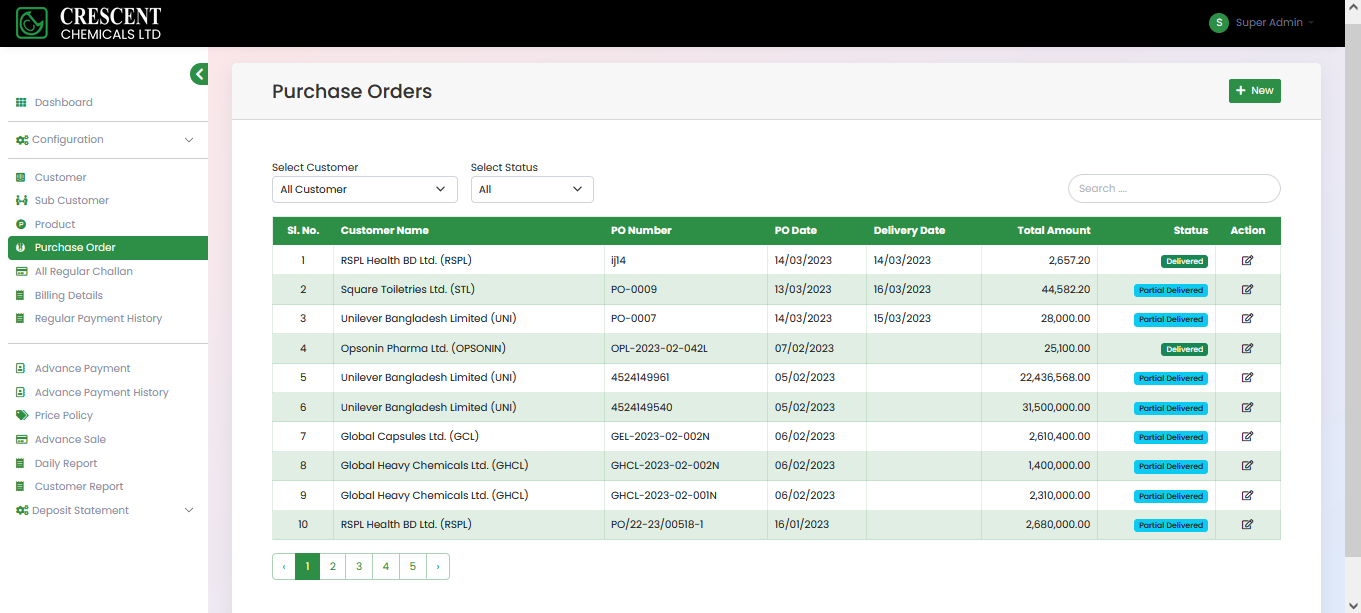 CRESCENT
CHEMICALS LTD
S Super Admin
Dashboard
Configuration
Customer
Sub Customer
Product
Purchase Order
All Regular Challan
Billing Details
Regular Payment History
Advance Payment
Advance Payment History
Price Policy
Advance Sale
Daily Report
Customer Report
Deposit Statement
Purchase Orders
+ New
Select Customer Select Status
All Customer All Search ....
Sl. No. Customer Name PO Number PO Date Delivery Date Total Amount Status Action
1 RSPL Health BD Ltd. (RSPL) ij14 14/03/2023 14/03/2023 2,657.20 Delivered
2 Square Toiletries Ltd. (STL) PO-0009 13/03/2023 16/03/2023 44,582.20 Partial Delivered
3 Unilever Bangladesh Limited (UNI) PO-0007 14/03/2023 15/03/2023 28,000.00 Partial Delivered
4 Opsonin Pharma Ltd. (OPSONIN) OPL-2023-02-042L 07/02/2023 25,100.00 Delivered
5 Unilever Bangladesh Limited (UNI) 4524149961 05/02/2023 22,436,568.00 Partial Delivered
6 Unilever Bangladesh Limited (UNI) 4524149540 05/02/2023 31,500,000.00 Partial Delivered
7 Global Capsules Ltd. (GCL) GEL-2023-02-002N 06/02/2023 2,610,400.00 Partial Delivered
8 Global Heavy Chemicals Ltd. (GHCL) GHCL-2023-02-002N 06/02/2023 1,400,000.00 Partial Delivered
9 Global Heavy Chemicals Ltd. (GHCL) GHCL-2023-02-001N 06/02/2023 2,310,000.00 Partial Delivered
10 RSPL Health BD Ltd. (RSPL) PO/22-23/00518-1 16/01/2023 2,680,000.00 Partial Delivered
‹ 1 2 3 4 5 ›